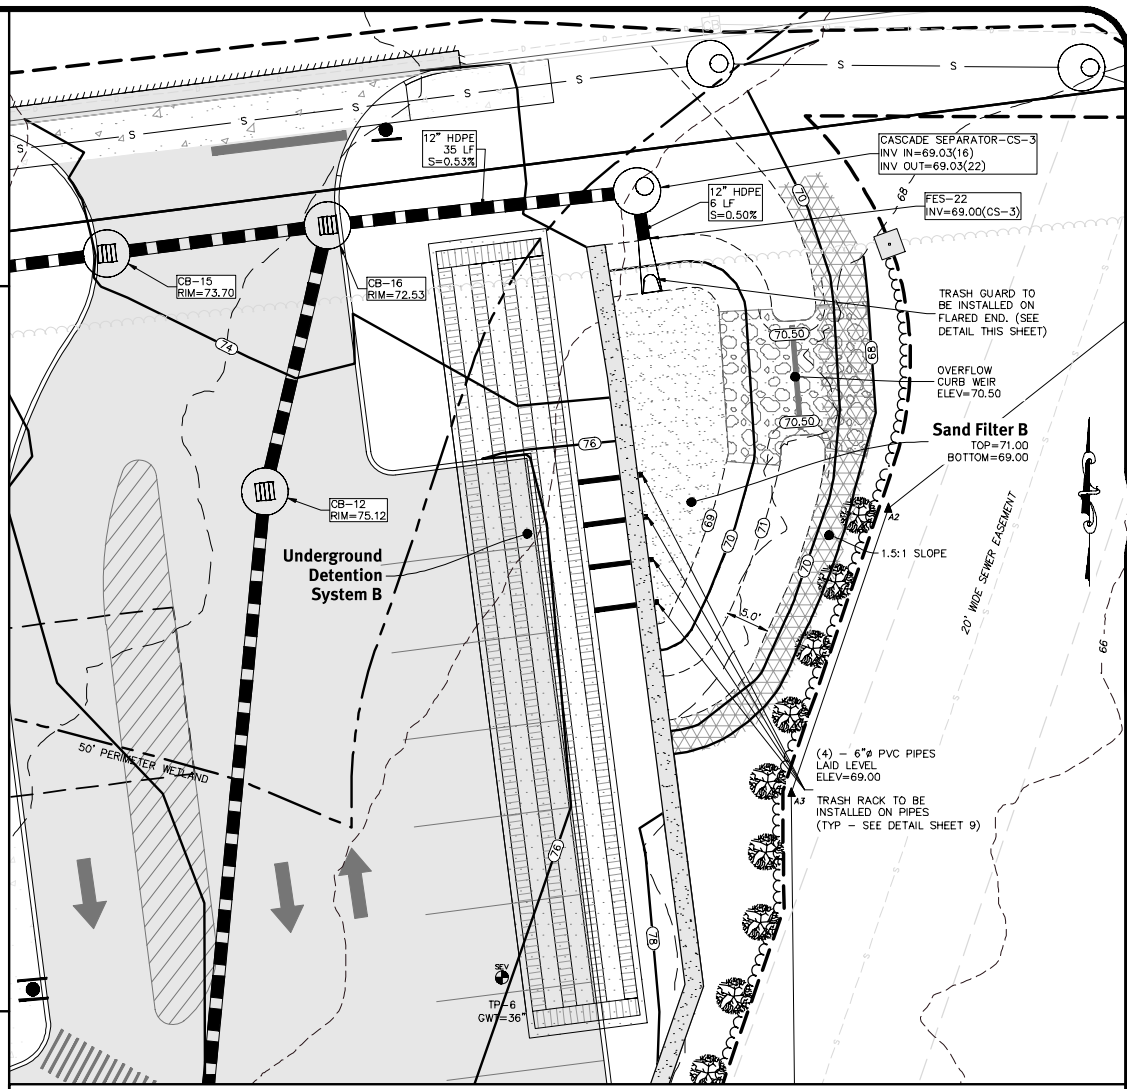 CB
S
S
S
S
S
S
S
12" HDPE
35 LF
S=0.53%
CASCADE SEPARATOR-CS-3
INV IN=69.03(16)
INV OUT=69.03(22)
12" HDPE
6 LF
S=0.50%
FES-22
INV=69.00(CS-3)
68
70
CB-15
RIM=73.70
CB-16
RIM=72.53
74
TRASH GUARD TO
BE INSTALLED ON
FLARED END. (SEE
DETAIL THIS SHEET)
70.50
68
OVERFLOW
CURB WEIR
ELEV=70.50
70.50
Sand Filter B
TOP=71.00
BOTTOM=69.00
76
CB-12
RIM=75.12
69
70
71
70
A2
1.5:1 SLOPE
20' WIDE SEWER EASEMENT
Underground
Detention
System B
5.0'
66
50' PERIMETER WETLAND
(4) - 6"ø PVC PIPES
LAID LEVEL
ELEV=69.00
A3
TRASH RACK TO BE
INSTALLED ON PIPES
(TYP - SEE DETAIL SHEET 9)
76
78
SEV
TP-6
GWT=36"